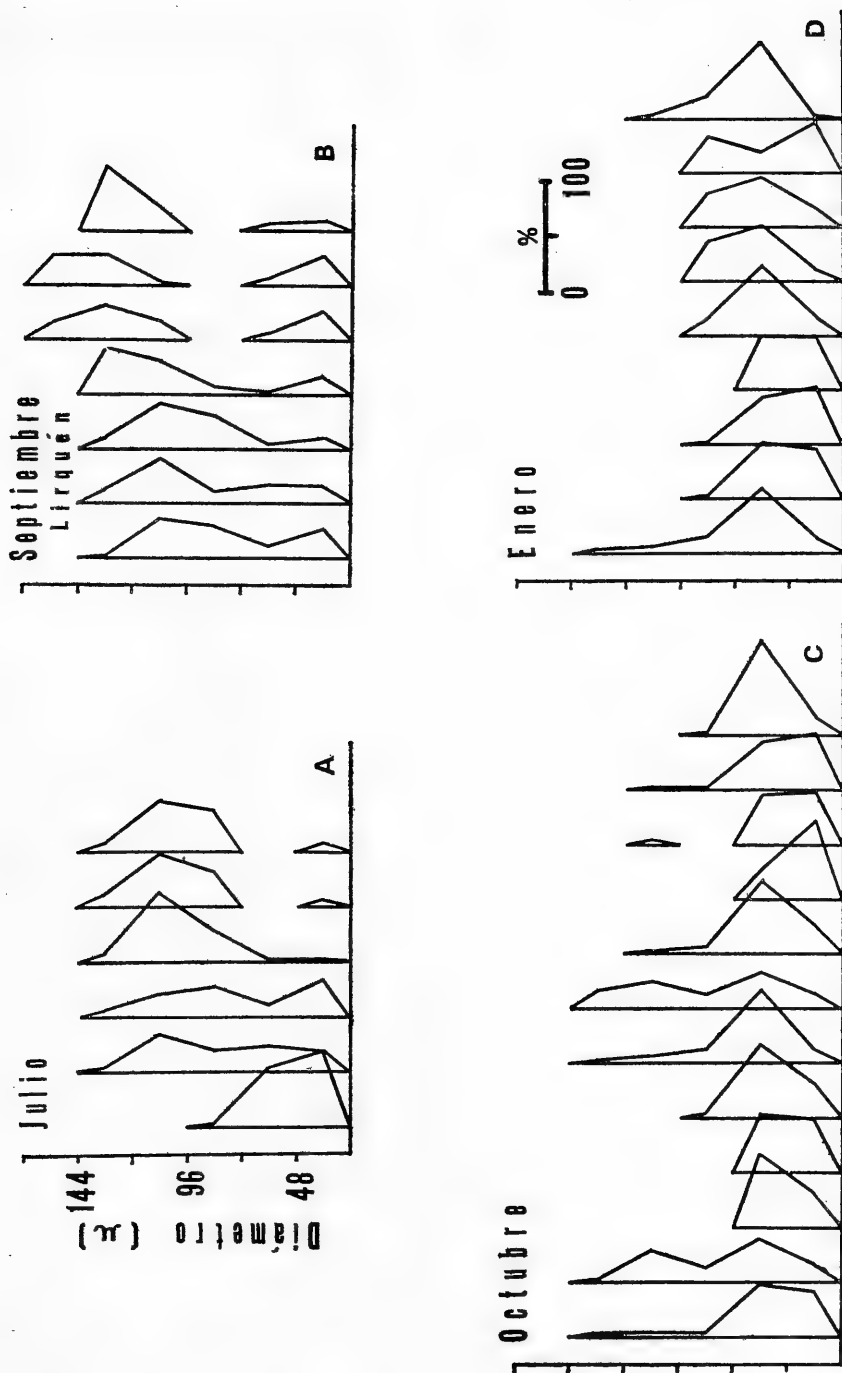 Julio
Diámetro (μ)
144
96
48
A
Septiembre
Lirquén
B
Octubre
C
Enero
%
0
100
D